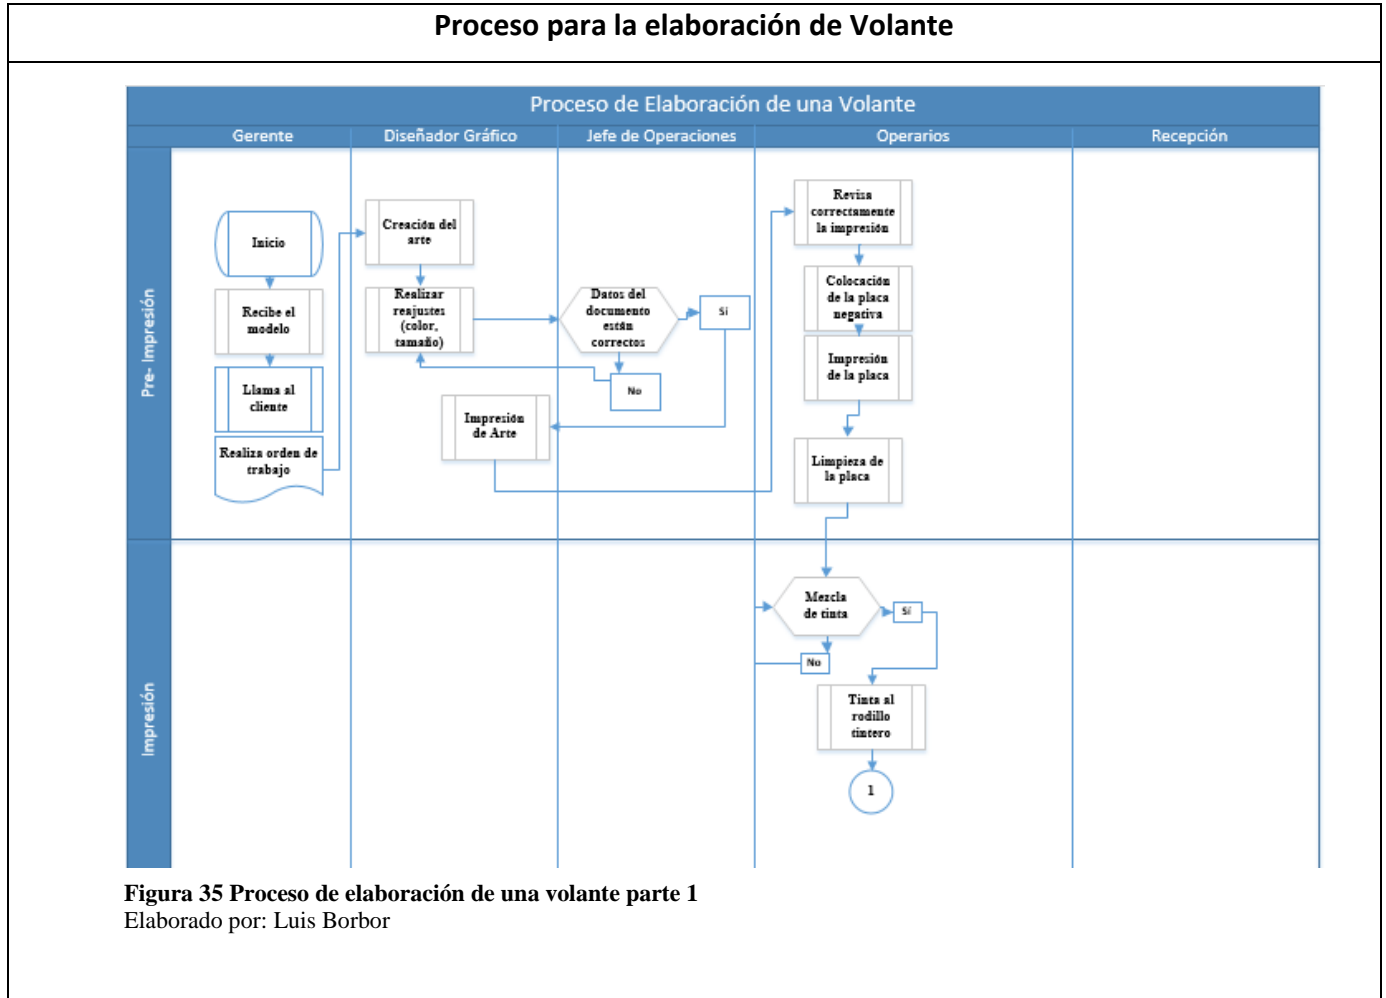 Proceso para la elaboración de Volante
Proceso de Elaboración de una Volante
Gerente
Diseñador Gráfico
Jefe de Operaciones
Operarios
Recepción
Pre- Impresión
Inicio
Recibe el
modelo
Llama al
cliente
Realiza orden de
trabajo
Creación del
arte
Realizar
reajustes
(color,
tamaño)
Datos del
documento
están
correctos
Si
No
Impresión
de Arte
Revisa
correctamente
la impresión
Colocación
de la placa
negativa
Impresión
de la placa
Limpieza de
la placa
Impresión
Mezcla
de tinta
Sí
No
Tinta al
rodillo
tintero
1
Figura 35 Proceso de elaboración de una volante parte 1
Elaborado por: Luis Borbor